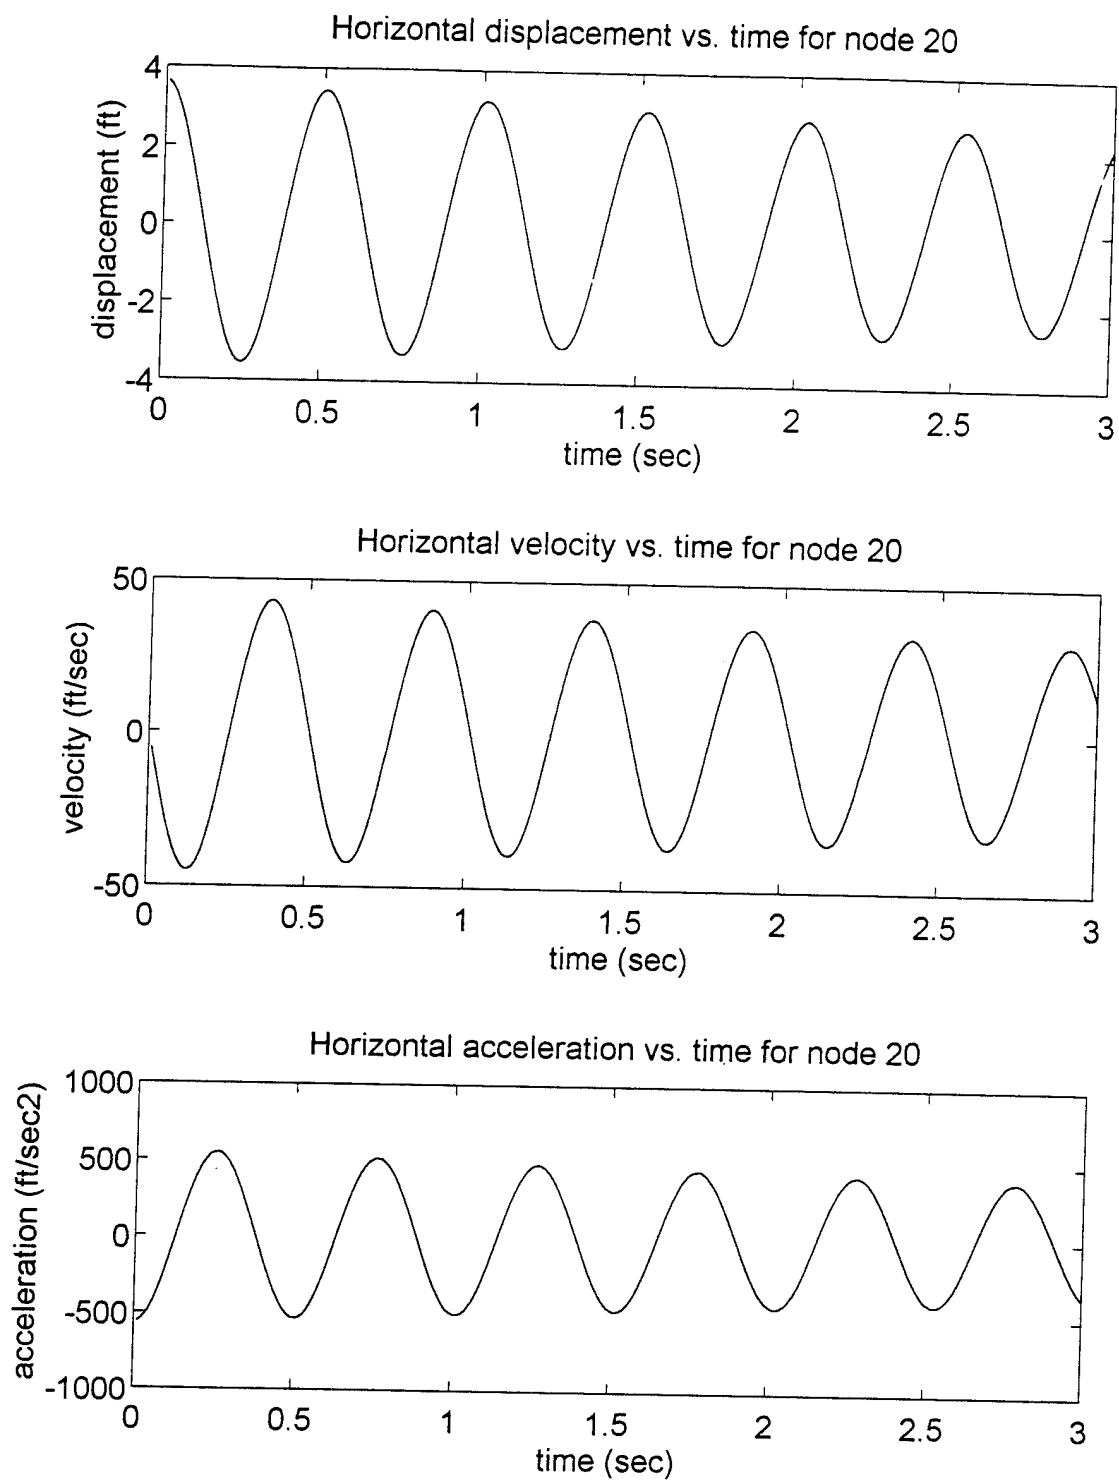 Horizontal displacement vs. time for node 20
displacement (ft)
4
2
0
-2
-4
0 0.5 1 1.5 2 2.5 3
time (sec)
Horizontal velocity vs. time for node 20
velocity (ft/sec)
50
0
-50
0 0.5 1 1.5 2 2.5 3
time (sec)
Horizontal acceleration vs. time for node 20
acceleration (ft/sec2)
1000
500
0
-500
-1000
0 0.5 1 1.5 2 2.5 3
time (sec)